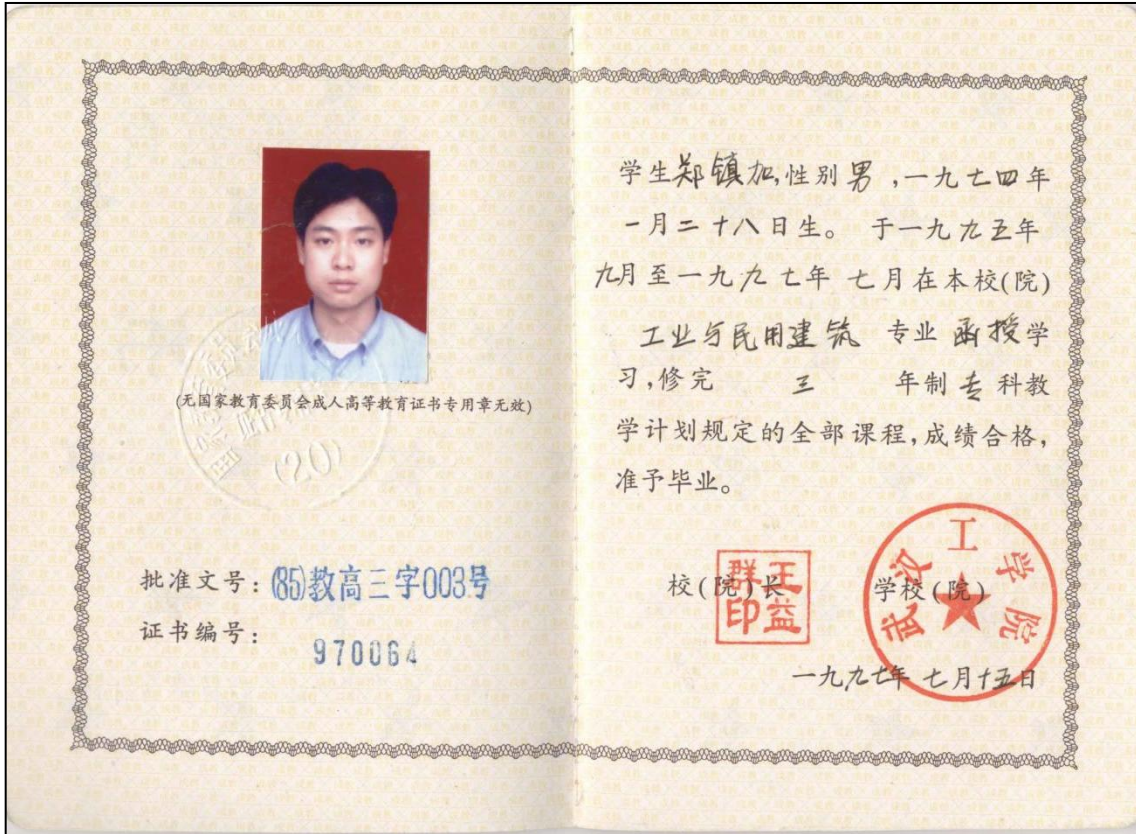 (无国家教育委员会成人高等教育证书专用章无效)
(20)
批准文号:(85)教高三字003号
证书编号:
970064
学生郑镇加,性别男,一九七四年
一月二十八日生。 于一九九五年
九月至一九九七年 七月在本校(院)
工业与民用建筑 专业 函授学
习,修完 三 年制 专 科教
学计划规定的全部课程,成绩合格,
准予毕业。
校(院)长
王益群印
学校(院)
武汉工学院
一九九七年 七月十五日